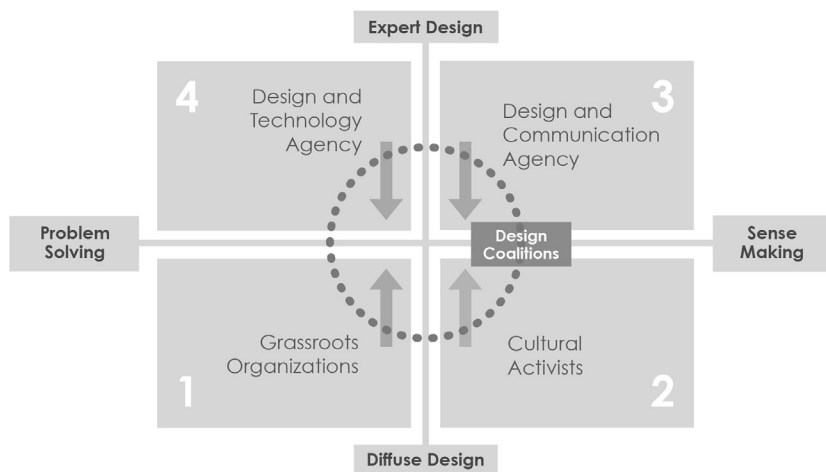 Expert Design
4
Design and
Technology
Agency
3
Design and
Communication
Agency
Problem
Solving
Design
Coalitions
Sense
Making
Grassroots
Organizations
1
Cultural
Activists
2
Diffuse Design